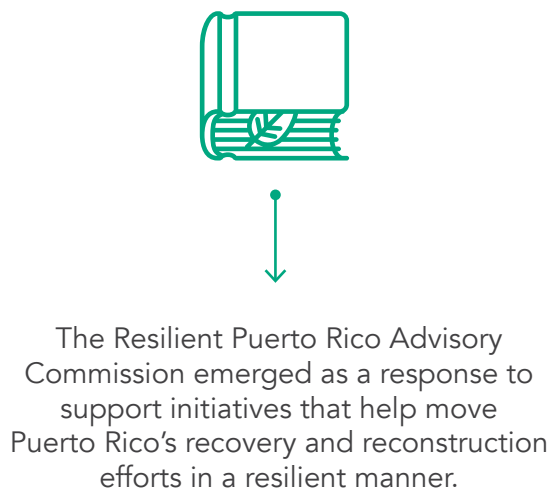 The Resilient Puerto Rico Advisory
Commission emerged as a response to
support initiatives that help move
Puerto Rico’s recovery and reconstruction
efforts in a resilient manner.